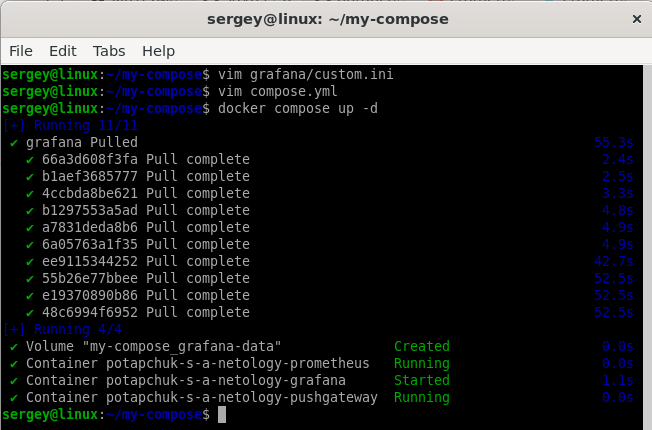 sergey@linux: ~/my-compose ×
File Edit Tabs Help
sergey@linux:~/my-compose$ vim grafana/custom.ini
sergey@linux:~/my-compose$ vim compose.yml
sergey@linux:~/my-compose$ docker compose up -d
[+] Running 11/11
✔ grafana Pulled 55.3s
✔ 66a3d608f3fa Pull complete 2.4s
✔ b1aef3685777 Pull complete 2.5s
✔ 4ccbda8be621 Pull complete 3.3s
✔ b1297553a5ad Pull complete 4.8s
✔ a7831deda8b6 Pull complete 4.9s
✔ 6a05763a1f35 Pull complete 4.9s
✔ ee9115344252 Pull complete 42.7s
✔ 55b26e77bbee Pull complete 52.5s
✔ e19370890b86 Pull complete 52.5s
✔ 48c6994f6952 Pull complete 52.5s
[+] Running 4/4
✔ Volume "my-compose_grafana-data" Created 0.0s
✔ Container potapchuk-s-a-netology-prometheus Running 0.0s
✔ Container potapchuk-s-a-netology-grafana Started 1.1s
✔ Container potapchuk-s-a-netology-pushgateway Running 0.0s
sergey@linux:~/my-compose$